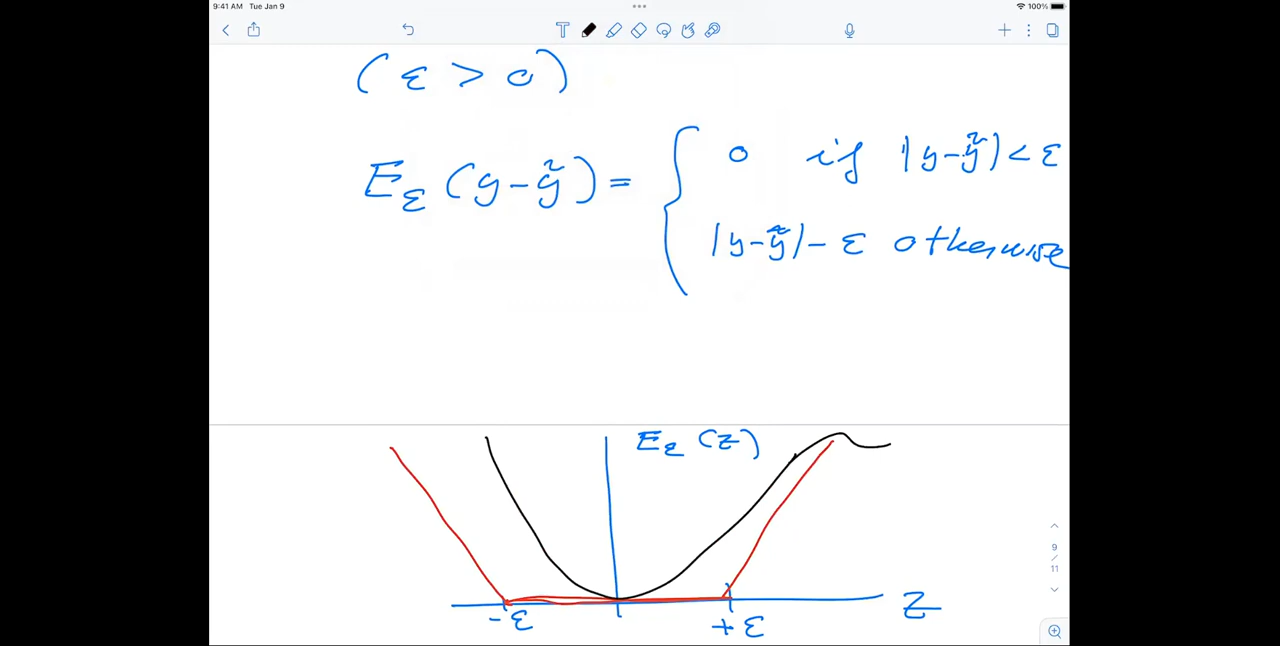 9:41 AM Tue Jan 9
100%
(ε > 0)
E_ε (y - ŷ) = { 0 if |y - ŷ| < ε
|y - ŷ| - ε otherwise
E_ε (z)
-ε +ε z
9
/
11